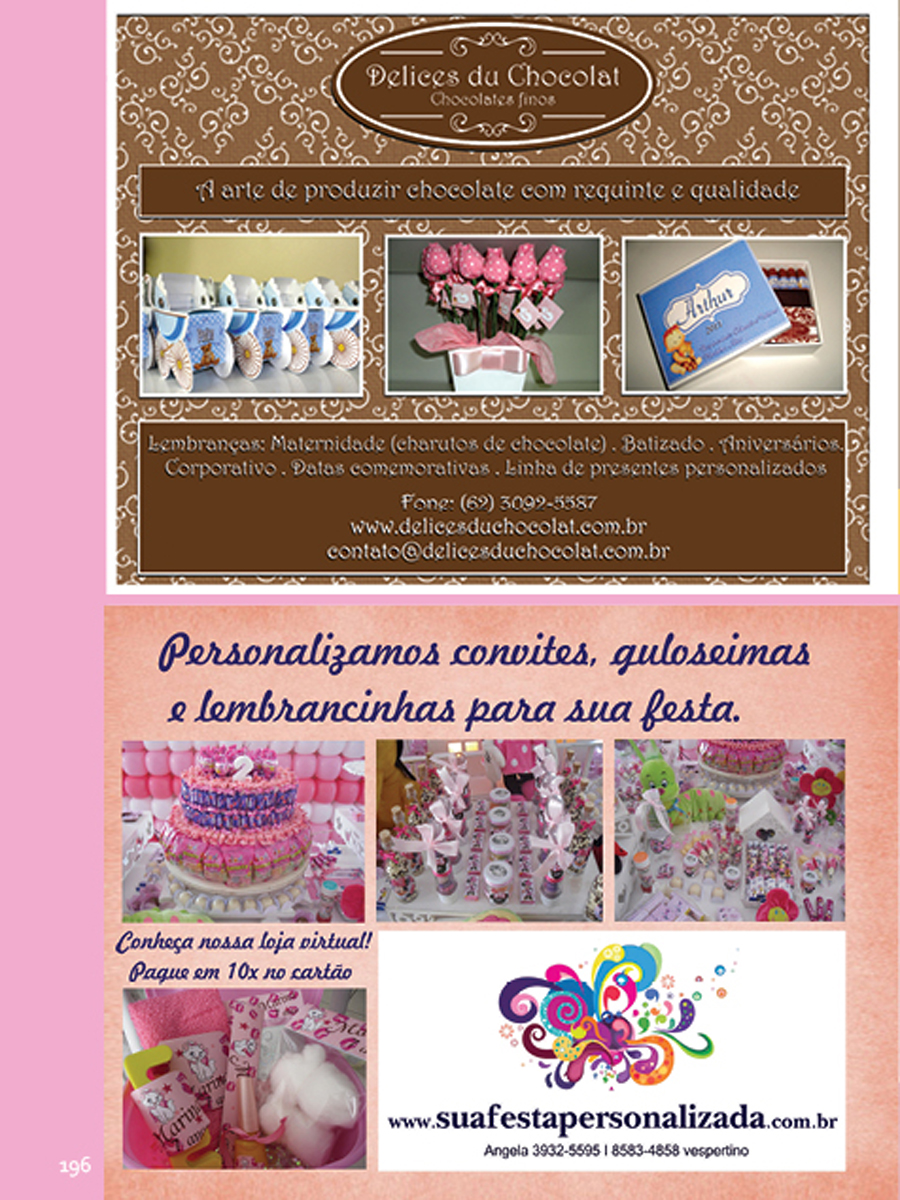 Delices du Chocolat
Chocolates finos
A arte de produzir chocolate com requinte e qualidade
Arthur
Lembranças: Maternidade (charutos de chocolate) . Batizado . Aniversários.
Corporativo . Datas comemorativas . Linha de presentes personalizados
Fone: (62) 3092-5587
www.delicesduchocolat.com.br
contato@delicesduchocolat.com.br
Personalizamos convites, guloseimas
e lembrancinhas para sua festa.
2
Conheça nossa loja virtual!
Pague em 10x no cartão
www.suafestapersonalizada.com.br
Angela 3932-5595 I 8583-4858 vespertino
196